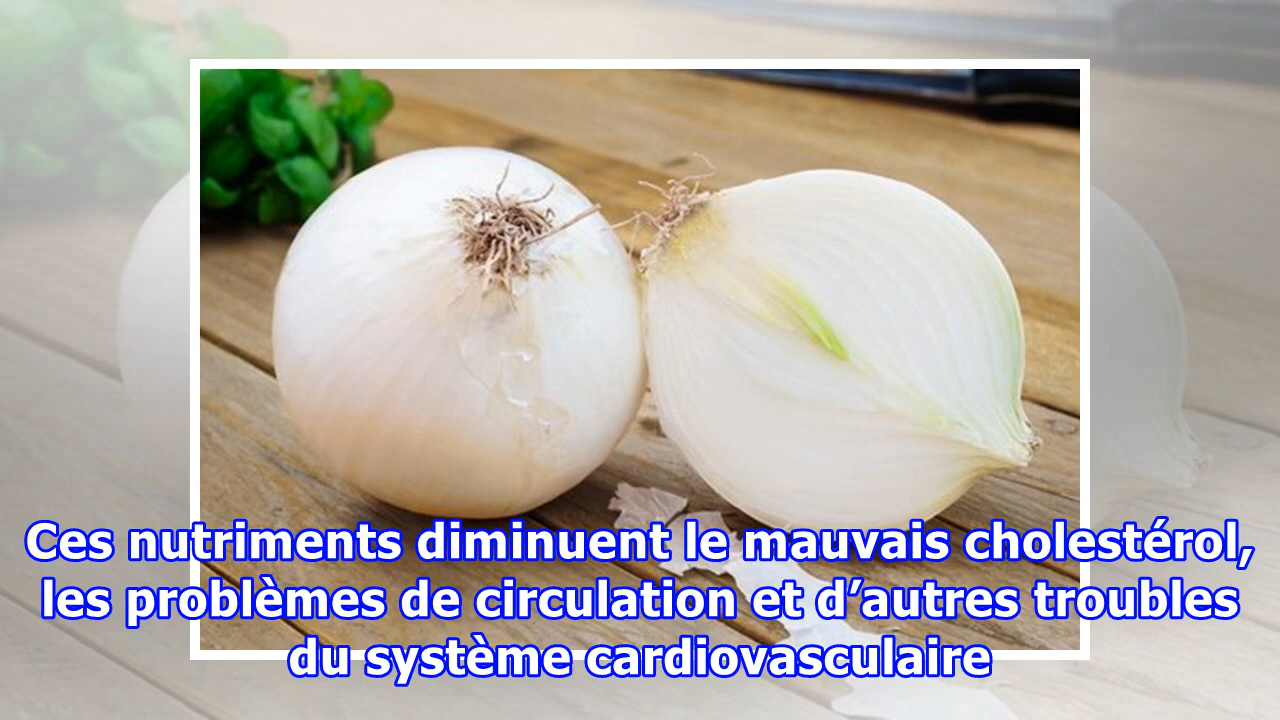 Ces nutriments diminuent le mauvais cholestérol,
les problèmes de circulation et d’autres troubles
du système cardiovasculaire